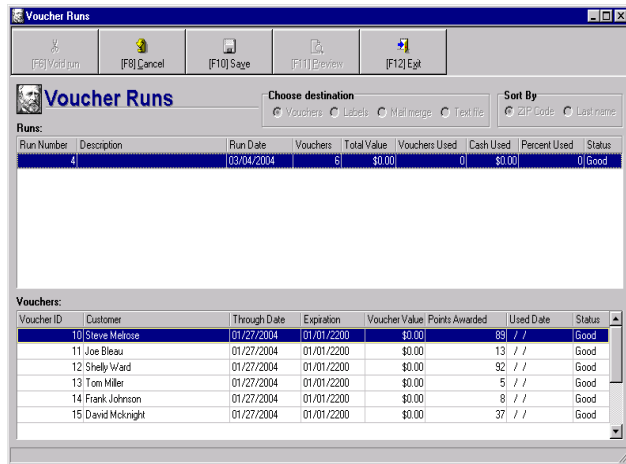 Voucher Runs
[F6] Void run [F8] Cancel [F10] Save [F11] Preview [F12] Exit
Voucher Runs
Choose destination
Vouchers Labels Mail merge Text file
Sort By
ZIP Code Last name
Runs:
Run Number Description Run Date Vouchers Total Value Vouchers Used Cash Used Percent Used Status
4 03/04/2004 6 $0.00 0 $0.00 0 Good
Vouchers:
Voucher ID Customer Through Date Expiration Voucher Value Points Awarded Used Date Status
10 Steve Melrose 01/27/2004 01/01/2200 $0.00 89 / / Good
11 Joe Bleau 01/27/2004 01/01/2200 $0.00 13 / / Good
12 Shelly Ward 01/27/2004 01/01/2200 $0.00 92 / / Good
13 Tom Miller 01/27/2004 01/01/2200 $0.00 5 / / Good
14 Frank Johnson 01/27/2004 01/01/2200 $0.00 8 / / Good
15 David Mcknight 01/27/2004 01/01/2200 $0.00 37 / / Good